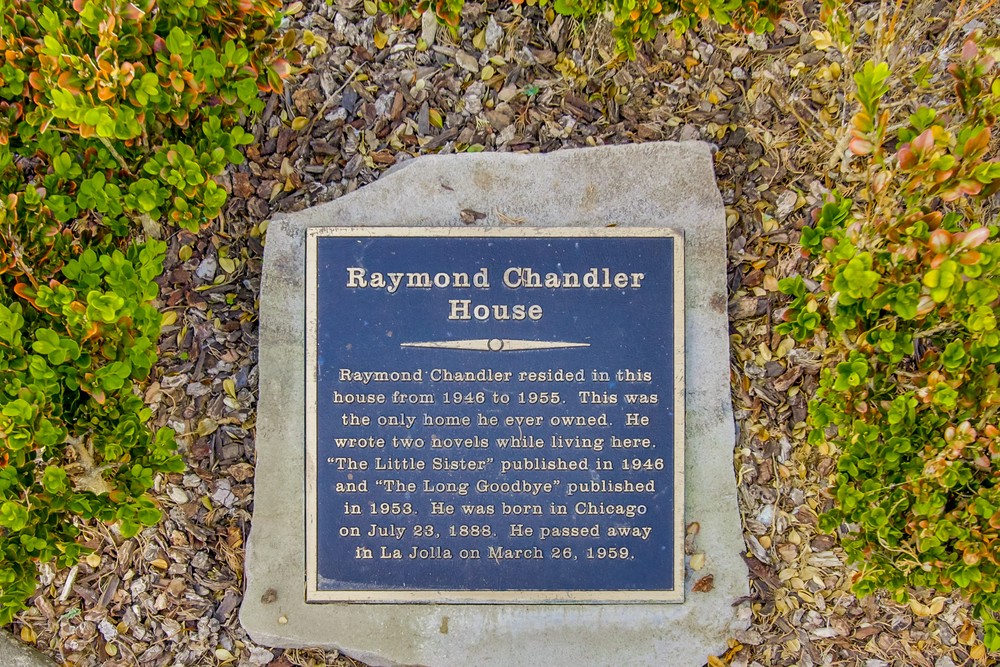 Raymond Chandler
House
Raymond Chandler resided in this
house from 1946 to 1955. This was
the only home he ever owned. He
wrote two novels while living here.
“The Little Sister” published in 1946
and “The Long Goodbye” published
in 1953. He was born in Chicago
on July 23, 1888. He passed away
in La Jolla on March 26, 1959.